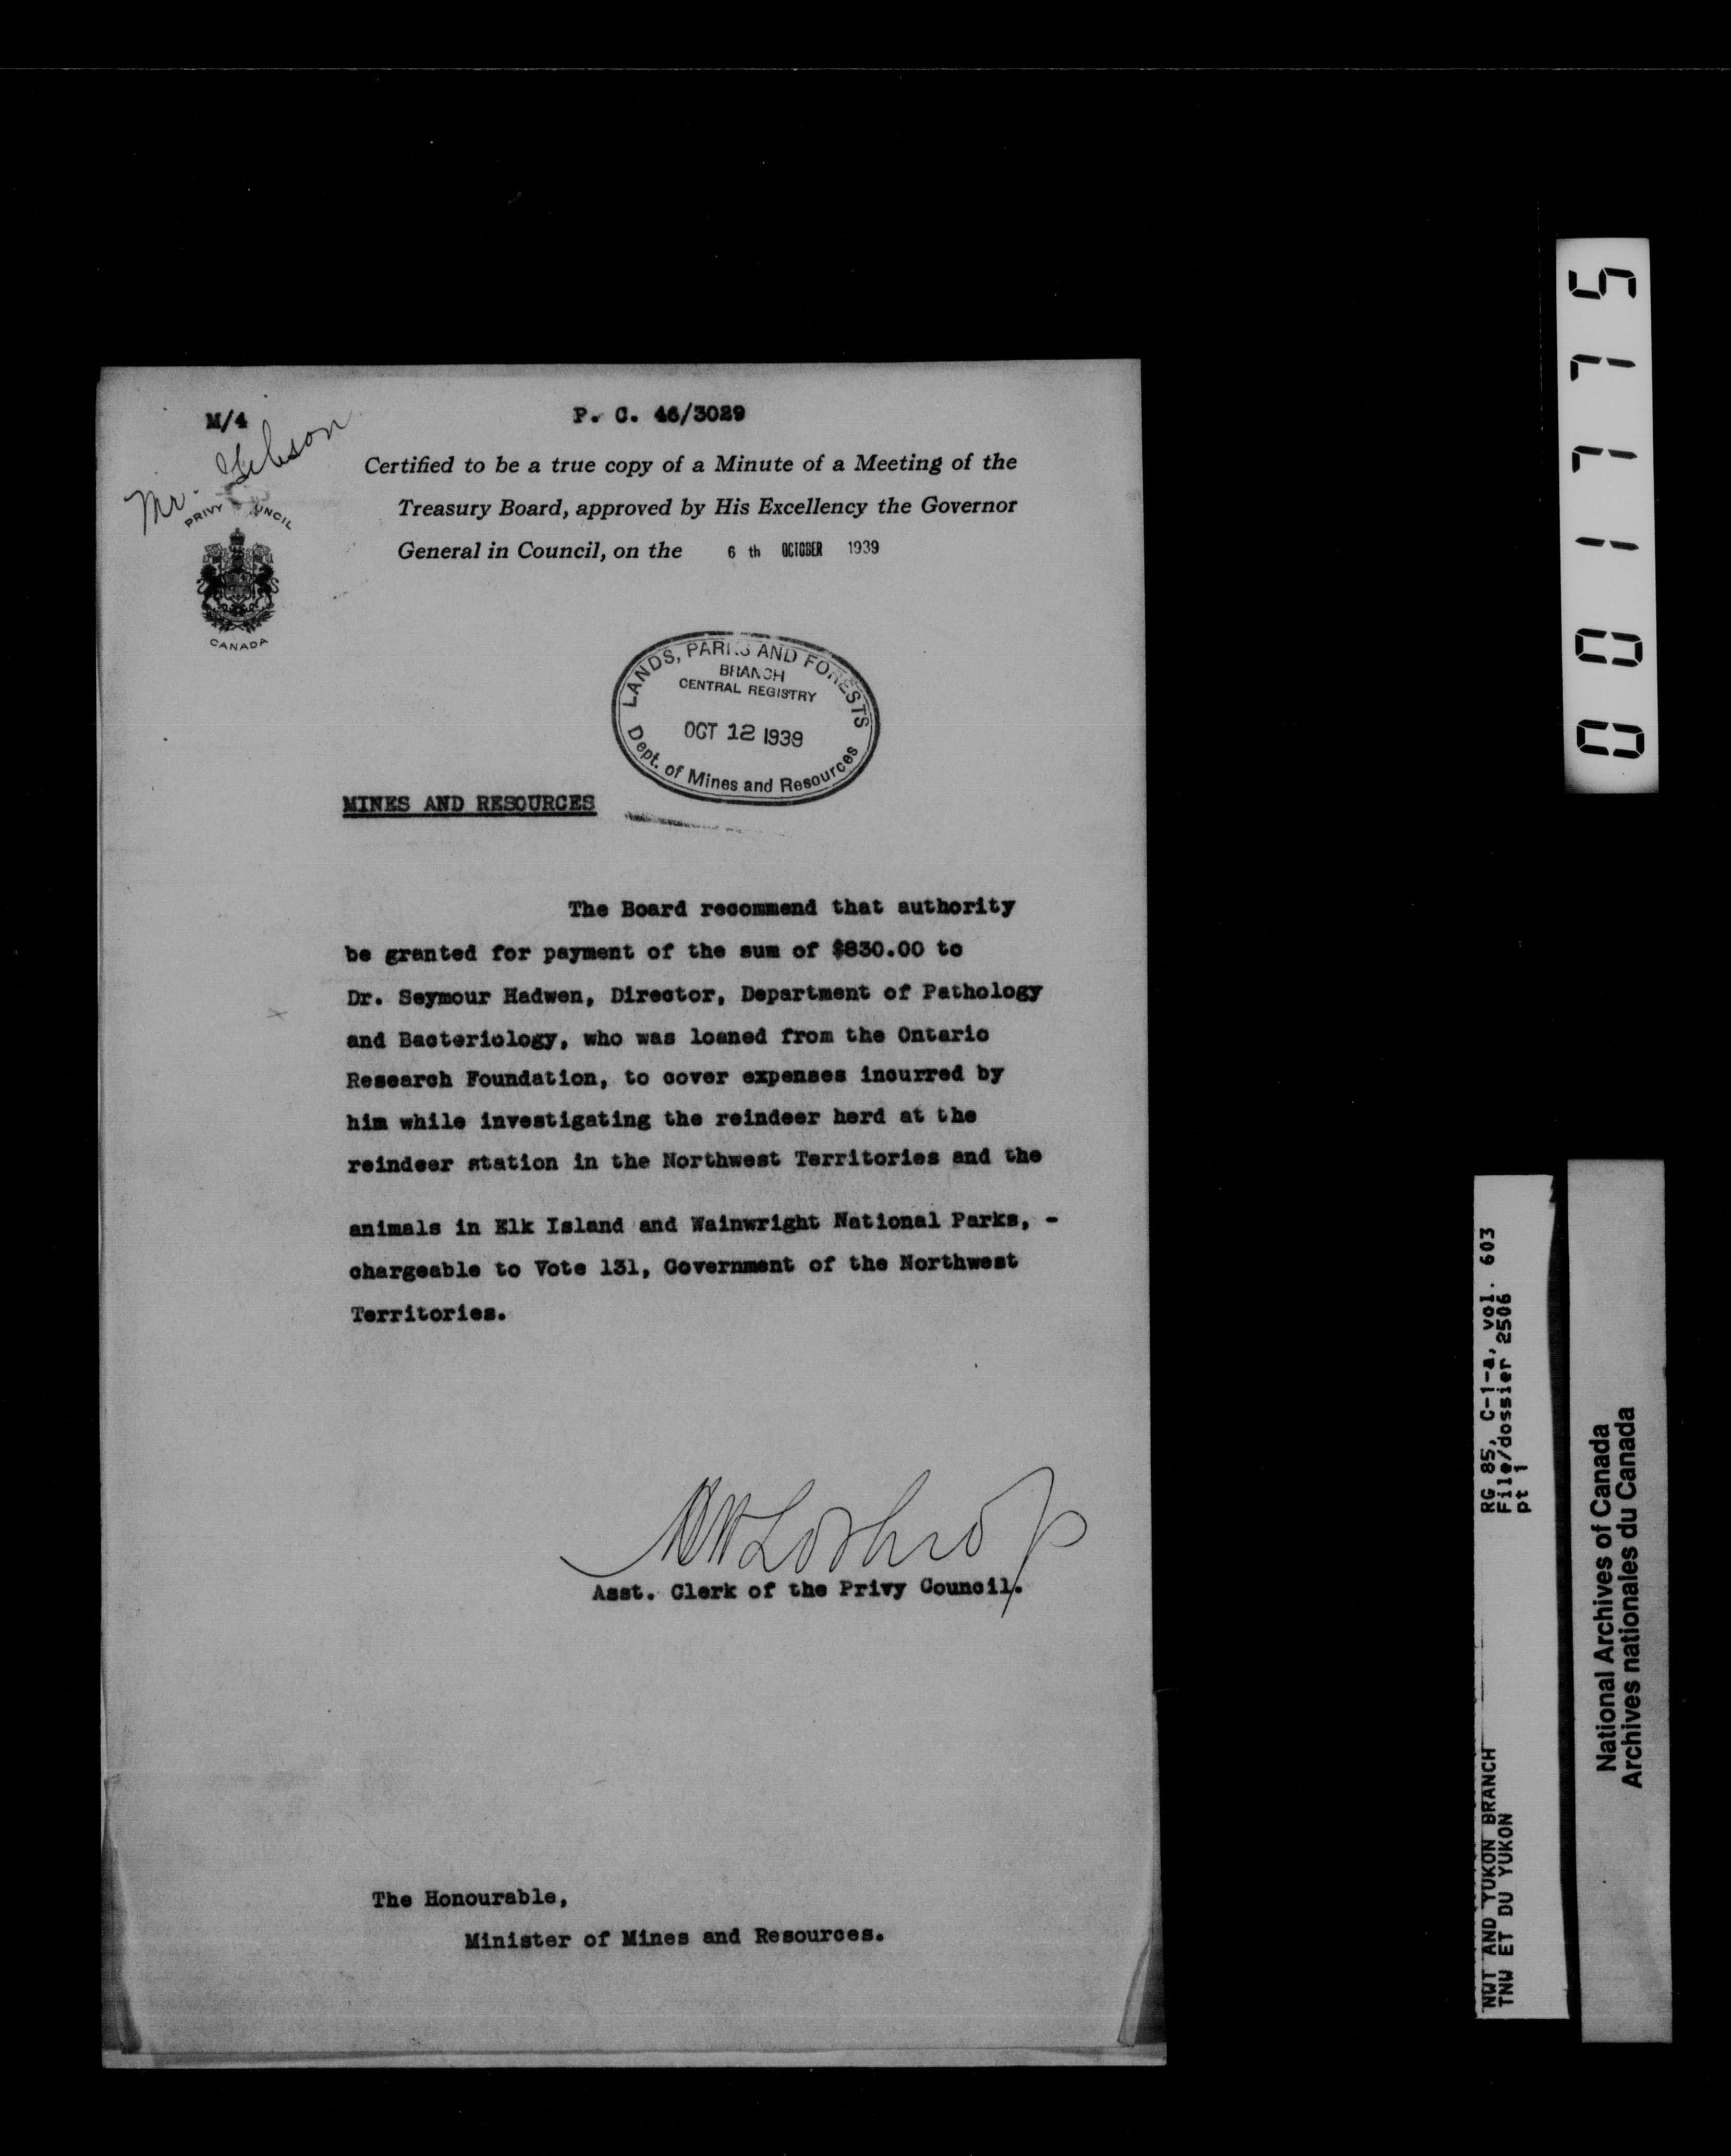 M/4
P. C. 46/3029
Mr. Gibson
Certified to be a true copy of a Minute of a Meeting of the
Treasury Board, approved by His Excellency the Governor
General in Council, on the 6 th OCTOBER 1939
PRIVY UNCIL
CANADA
LANDS, PARKS AND FORESTS
BRANCH
CENTRAL REGISTRY
OCT 12 1939
Dept. of Mines and Resources
MINES AND RESOURCES
The Board recommend that authority
be granted for payment of the sum of $830.00 to
Dr. Seymour Hadwen, Director, Department of Pathology
and Bacteriology, who was loaned from the Ontario
Research Foundation, to cover expenses incurred by
him while investigating the reindeer herd at the
reindeer station in the Northwest Territories and the
animals in Elk Island and Wainwright National Parks, -
chargeable to Vote 131, Government of the Northwest
Territories.
Asst. Clerk of the Privy Council.
The Honourable,
Minister of Mines and Resources.
RG 85, C-1-a, vol. 603
File/dossier 2506
pt 1
NWT AND YUKON BRANCH
TNW ET DU YUKON
National Archives of Canada
Archives nationales du Canada